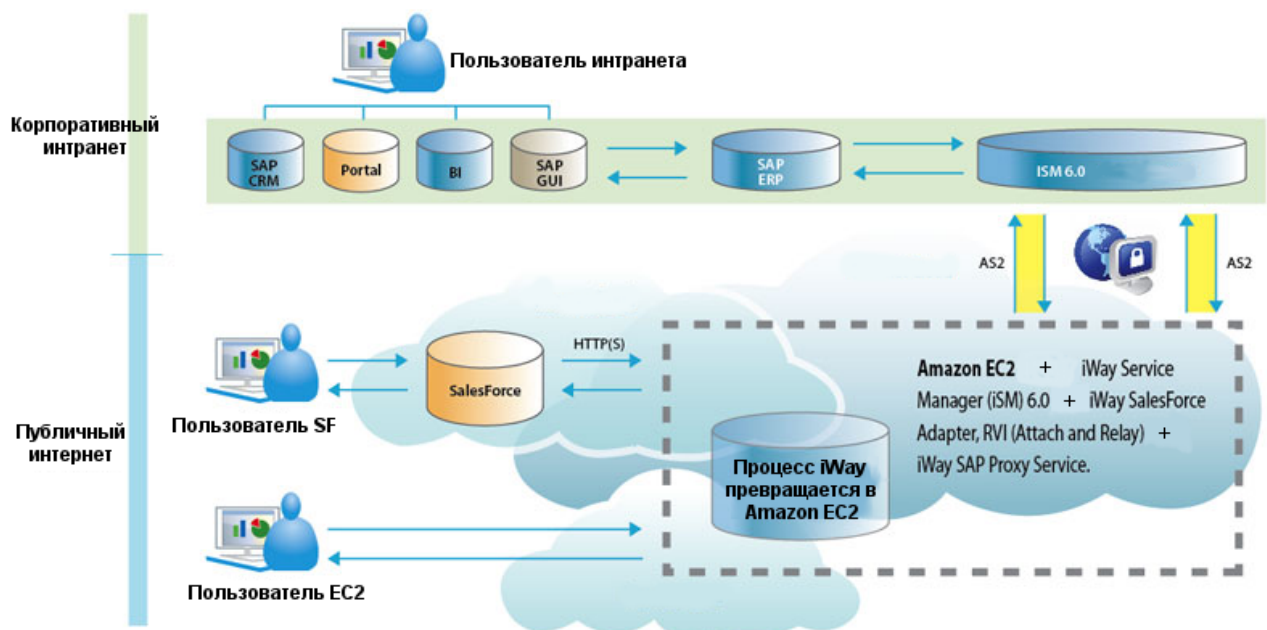 Пользователь интранета
Корпоративный
интранет
SAP
CRM
Portal
BI
SAP
GUI
SAP
ERP
ISM 6.0
AS2
AS2
HTTP(S)
SalesForce
Пользователь SF
Публичный
интернет
Amazon EC2 + iWay Service
Manager (iSM) 6.0 + iWay SalesForce
Adapter, RVI (Attach and Relay) +
iWay SAP Proxy Service.
Процесс iWay
превращается в
Amazon EC2
Пользователь EC2